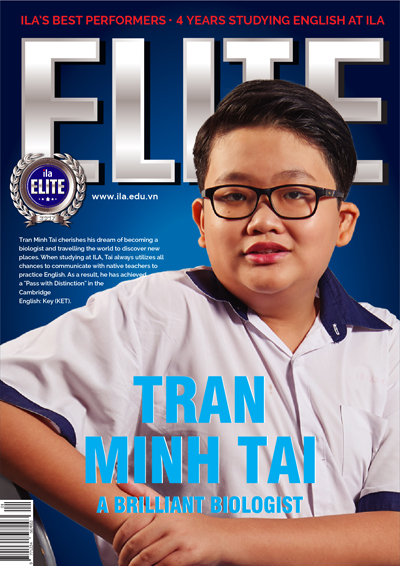 ILA'S BEST PERFORMERS • 4 YEARS STUDYING ENGLISH AT ILA
ELITE
ila
ELITE
www.ila.edu.vn
Tran Minh Tai cherishes his dream of becoming a
biologist and travelling the world to discover new
places. When studying at ILA, Tai always utilizes all
chances to communicate with native teachers to
practice English. As a result, he has achieved
a "Pass with Distinction" in the
Cambridge
English: Key (KET).
TRAN
MINH TAI
A BRILLIANT BIOLOGIST